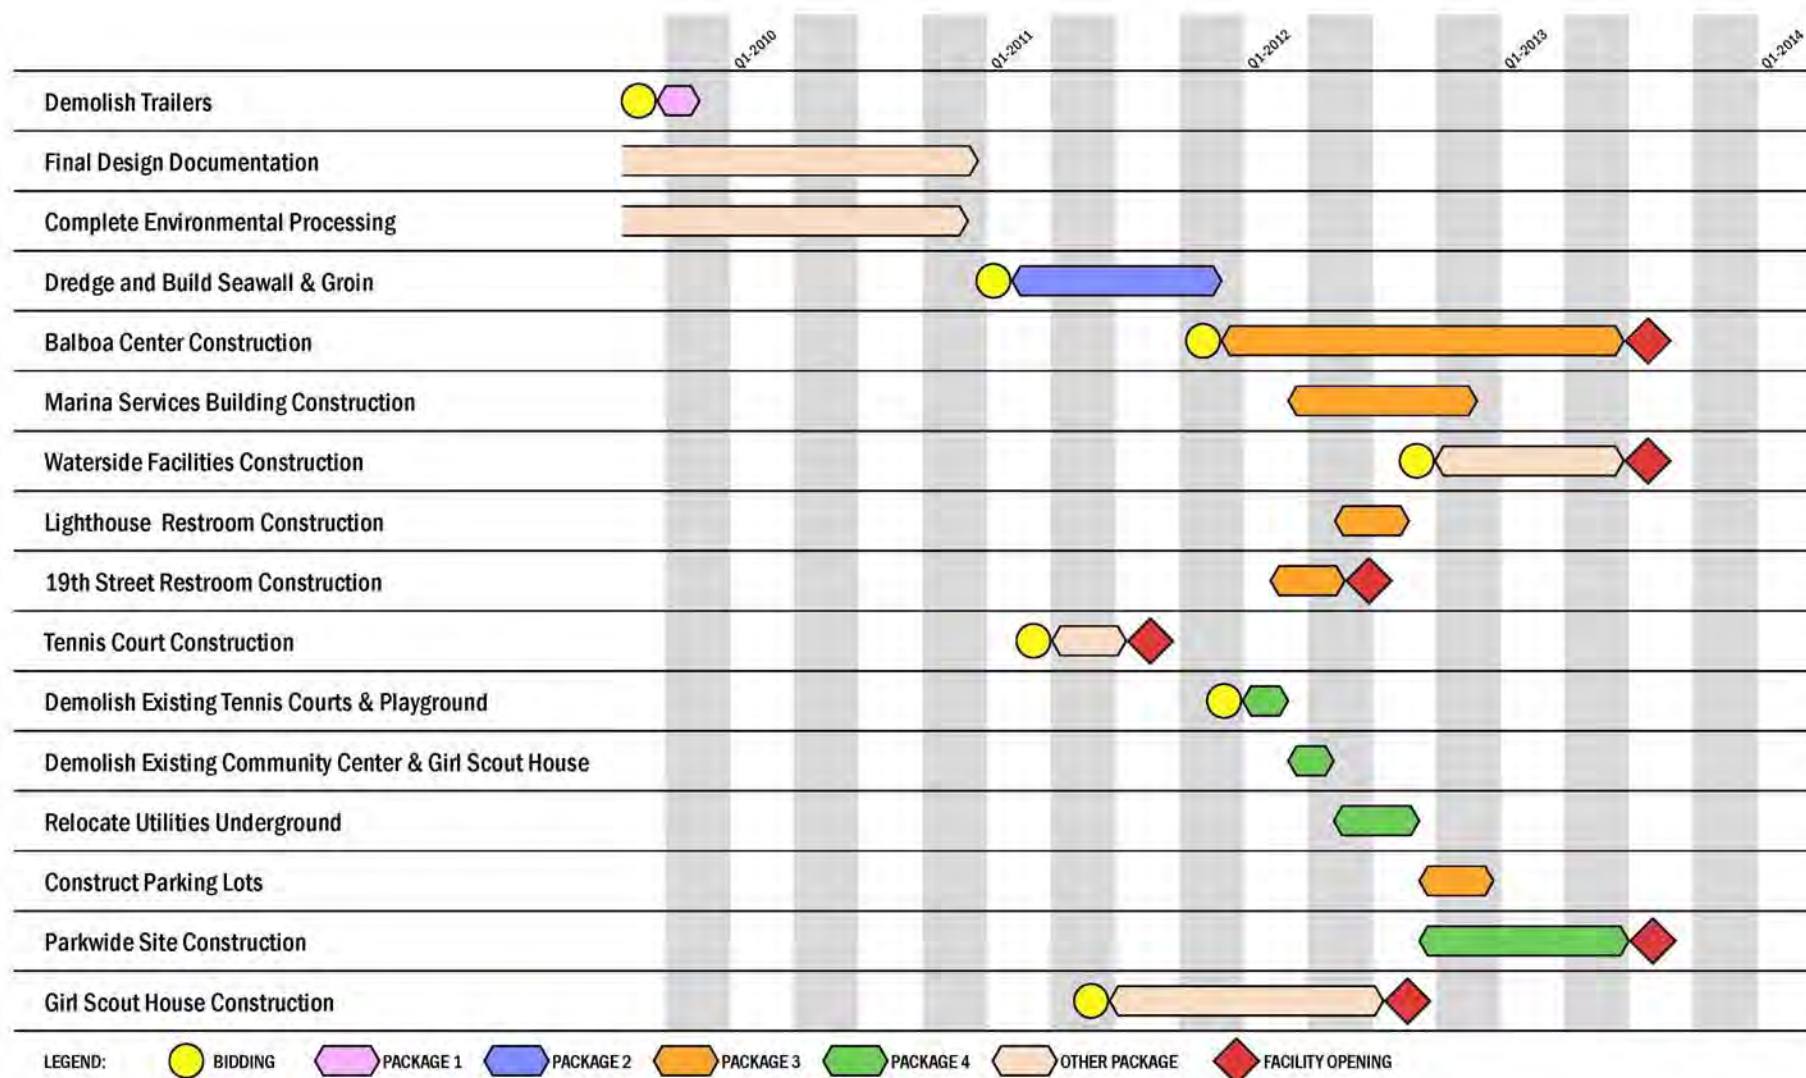 Q1-2010 Q1-2011 Q1-2012 Q1-2013 Q1-2014
Demolish Trailers
Final Design Documentation
Complete Environmental Processing
Dredge and Build Seawall & Groin
Balboa Center Construction
Marina Services Building Construction
Waterside Facilities Construction
Lighthouse Restroom Construction
19th Street Restroom Construction
Tennis Court Construction
Demolish Existing Tennis Courts & Playground
Demolish Existing Community Center & Girl Scout House
Relocate Utilities Underground
Construct Parking Lots
Parkwide Site Construction
Girl Scout House Construction
LEGEND: BIDDING PACKAGE 1 PACKAGE 2 PACKAGE 3 PACKAGE 4 OTHER PACKAGE FACILITY OPENING